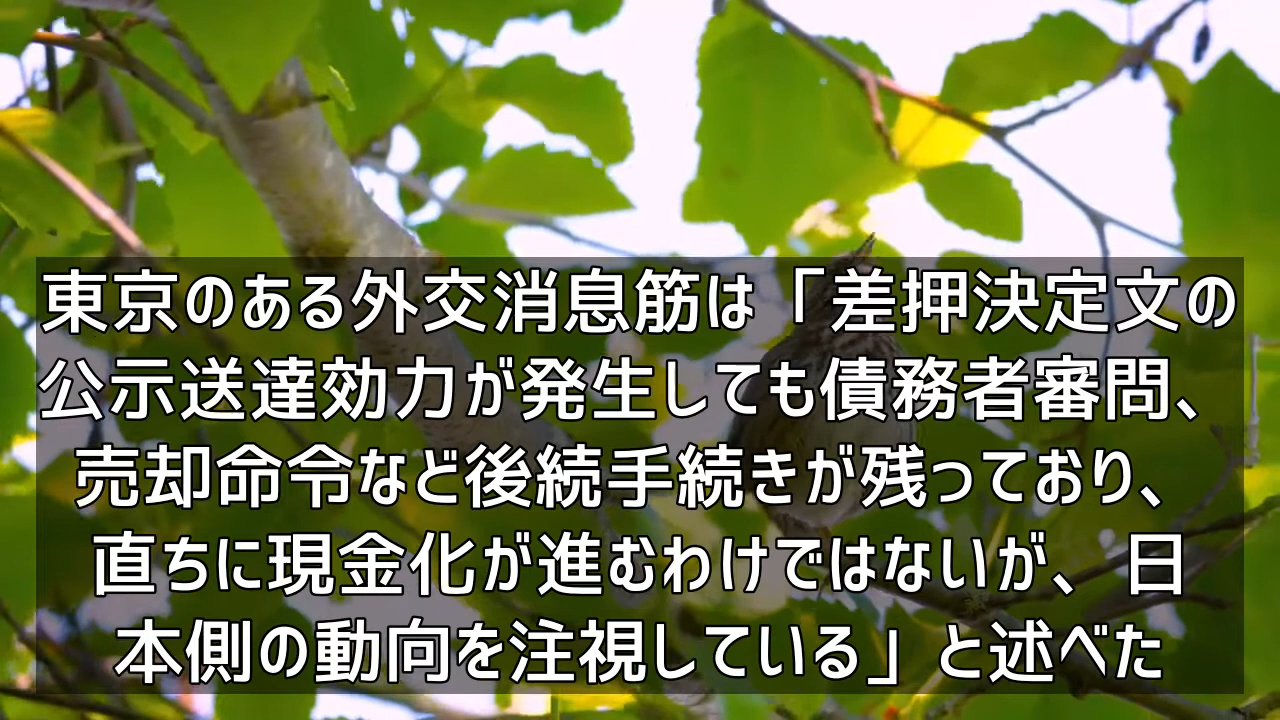 東京のある外交消息筋は「差押決定文の
公示送達効力が発生しても債務者審問、
売却命令など後続手続きが残っており、
直ちに現金化が進むわけではないが、日
本側の動向を注視している」と述べた